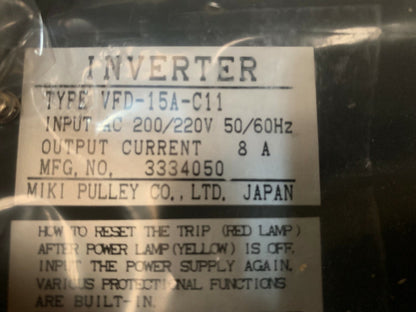 INVERTER
TYPE VFD-15A-C11
INPUT AC 200/220V 50/60Hz
OUTPUT CURRENT 8 A
MFG. NO. 3334050
MIKI PULLEY CO., LTD. JAPAN
HOW TO RESET THE TRIP (RED LAMP)
AFTER POWER LAMP (YELLOW) IS OFF,
INPUT THE POWER SUPPLY AGAIN.
VARIOUS PROTECTIONAL FUNCTIONS
ARE BUILT-IN.